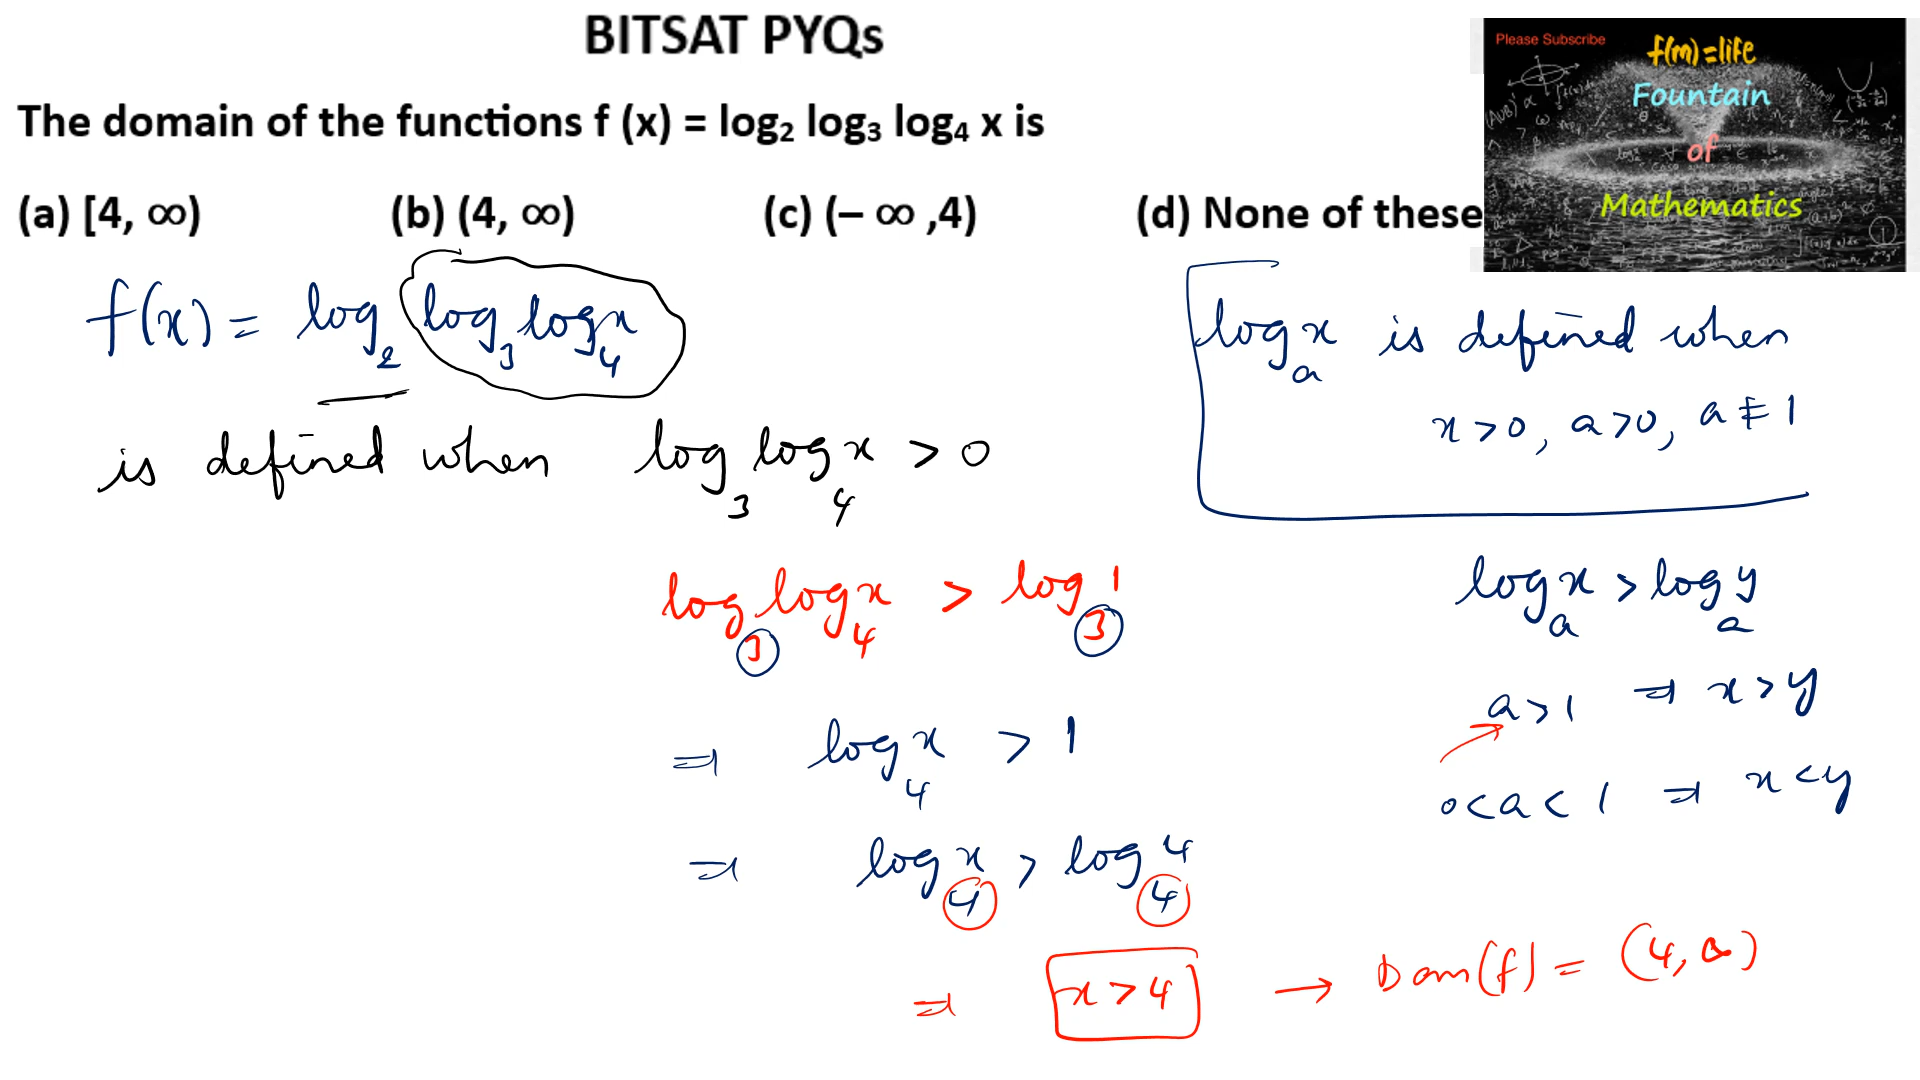 BITSAT PYQs
The domain of the functions f (x) = log₂ log₃ log₄ x is
(a) [4, ∞) (b) (4, ∞) (c) (– ∞ ,4) (d) None of these
Please Subscribe
f(m)=life
Fountain
of
Mathematics
f(x) = log₂ log₃ log₄ x
is defined when log₃ log₄ x > 0
log₃ log₄ x > log₃ 1
⇒ log₄ x > 1
⇒ log₄ x > log₄ 4
⇒ x > 4 → Dom(f) = (4, ∞)
logₐ x is defined when
x > 0, a > 0, a ≠ 1
logₐ x > logₐ y
a > 1 ⇒ x > y
0 < a < 1 ⇒ x < y